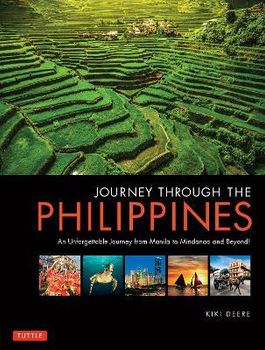 JOURNEY THROUGH THE
PHILIPPINES
An Unforgettable Journey from Manila to Mindanao and Beyond!
KIKI DEERE
TUTTLE